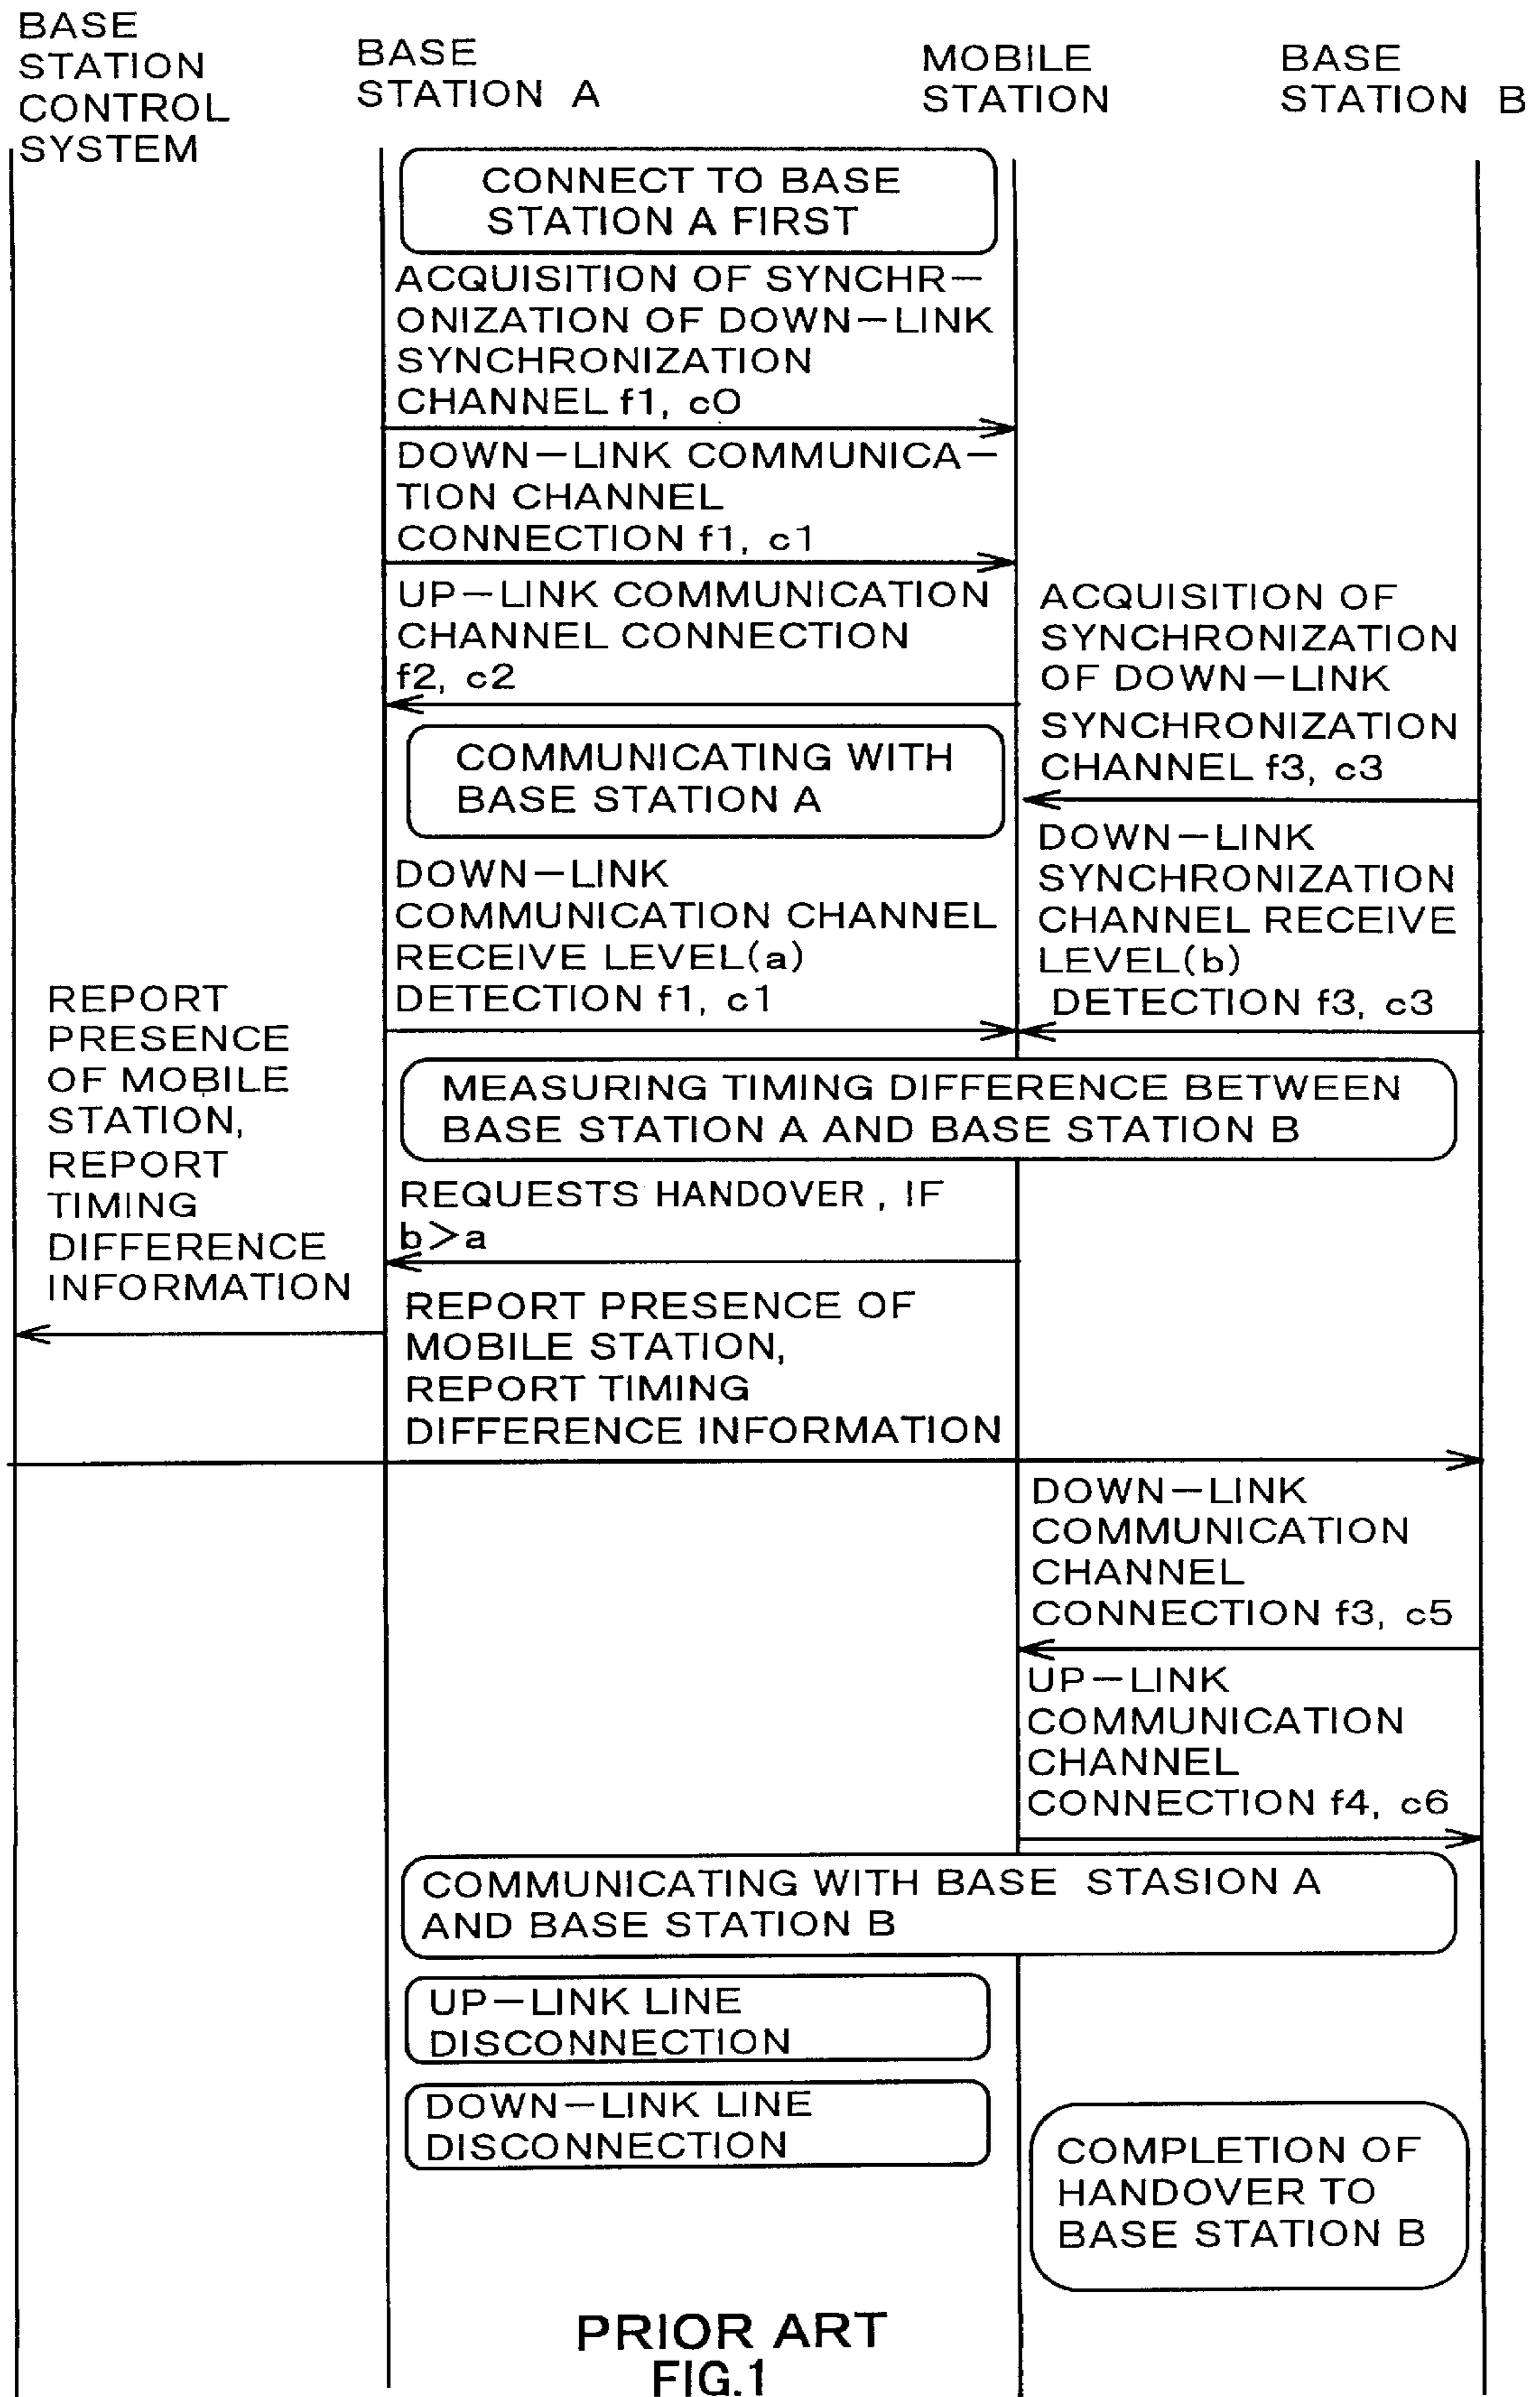 BASE
STATION
CONTROL
SYSTEM
BASE
STATION A
MOBILE
STATION
BASE
STATION B
CONNECT TO BASE
STATION A FIRST
ACQUISITION OF SYNCHR—
ONIZATION OF DOWN—LINK
SYNCHRONIZATION
CHANNEL f1, c0
DOWN—LINK COMMUNICA—
TION CHANNEL
CONNECTION f1, c1
UP—LINK COMMUNICATION
CHANNEL CONNECTION
f2, c2
ACQUISITION OF
SYNCHRONIZATION
OF DOWN—LINK
SYNCHRONIZATION
CHANNEL f3, c3
COMMUNICATING WITH
BASE STATION A
DOWN—LINK
COMMUNICATION CHANNEL
RECEIVE LEVEL(a)
DETECTION f1, c1
DOWN—LINK
SYNCHRONIZATION
CHANNEL RECEIVE
LEVEL(b)
DETECTION f3, c3
REPORT
PRESENCE
OF MOBILE
STATION,
REPORT
TIMING
DIFFERENCE
INFORMATION
MEASURING TIMING DIFFERENCE BETWEEN
BASE STATION A AND BASE STATION B
REQUESTS HANDOVER , IF
b>a
REPORT PRESENCE OF
MOBILE STATION,
REPORT TIMING
DIFFERENCE INFORMATION
DOWN—LINK
COMMUNICATION
CHANNEL
CONNECTION f3, c5
UP—LINK
COMMUNICATION
CHANNEL
CONNECTION f4, c6
COMMUNICATING WITH BASE STASION A
AND BASE STATION B
UP—LINK LINE
DISCONNECTION
DOWN—LINK LINE
DISCONNECTION
COMPLETION OF
HANDOVER TO
BASE STATION B
PRIOR ART
FIG.1